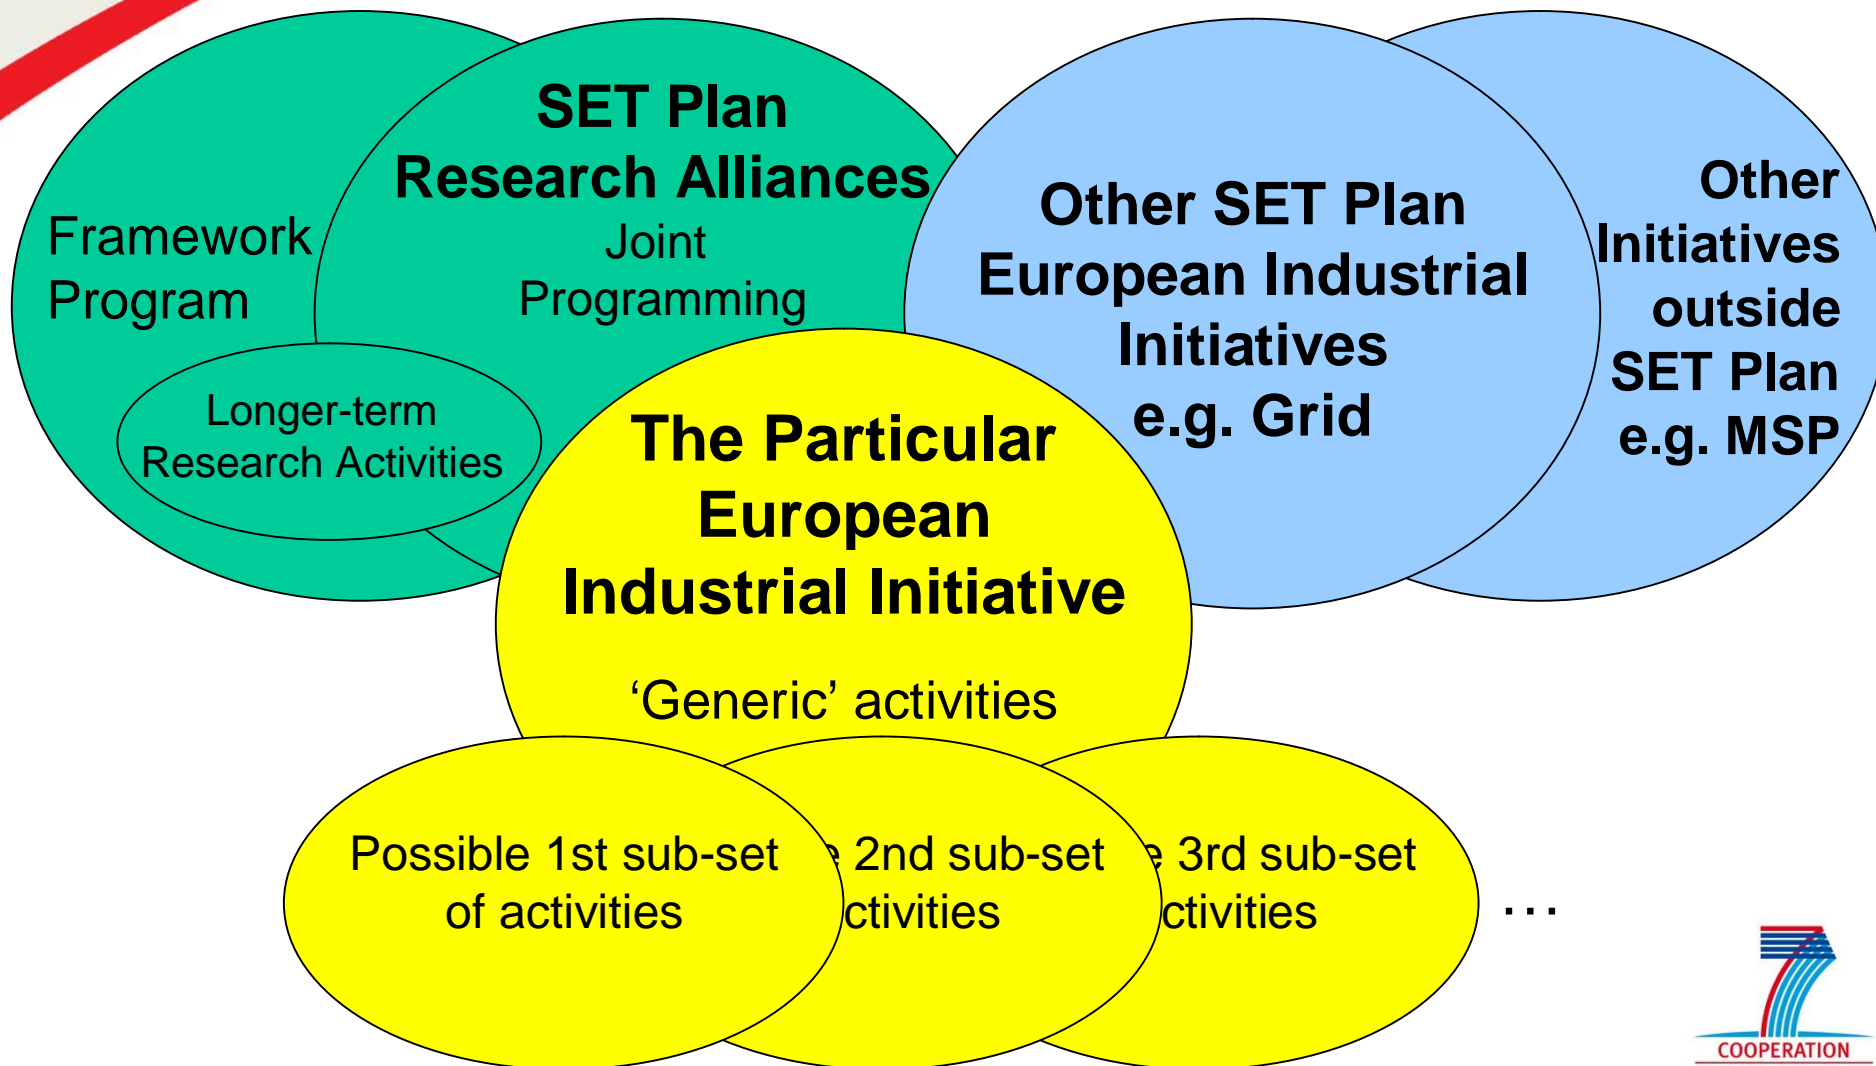 Framework
Program
SET Plan
Research Alliances
Joint
Programming
Longer-term
Research Activities
Other SET Plan
European Industrial
Initiatives
e.g. Grid
Other
Initiatives
outside
SET Plan
e.g. MSP
The Particular
European
Industrial Initiative
‘Generic’ activities
Possible 1st sub-set
of activities
2nd sub-set
ctivities
3rd sub-set
ctivities
…
7
COOPERATION